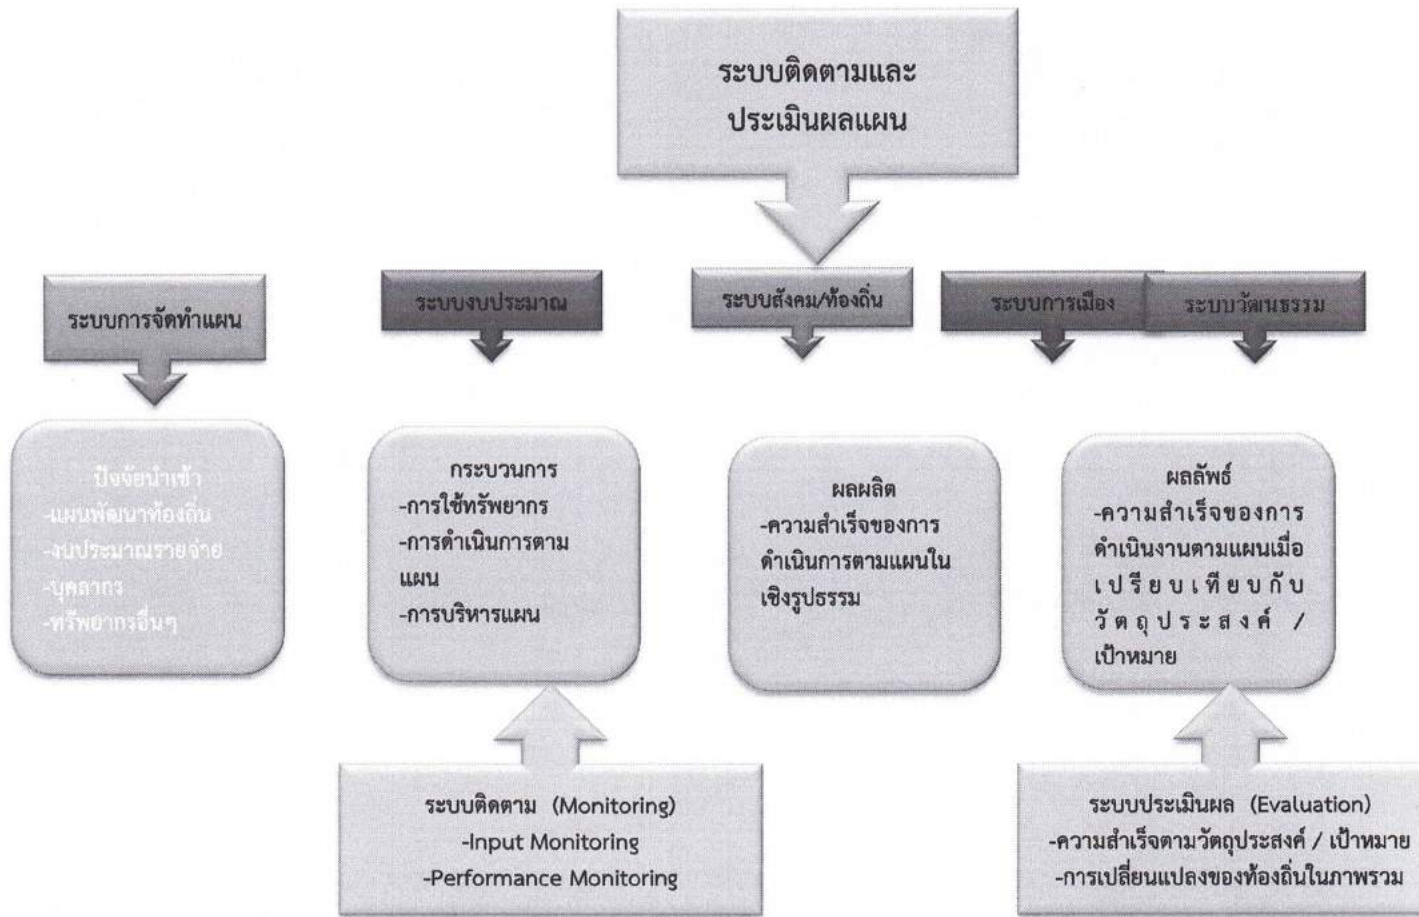 ระบบติดตามและ
ประเมินผลแผน
ระบบการจัดทำแผน
ระบบงบประมาณ
ระบบสังคม/ท้องถิ่น
ระบบการเมือง
ระบบวัฒนธรรม
ปัจจัยนำเข้า
-แผนพัฒนาท้องถิ่น
-งบประมาณรายจ่าย
-บุคลากร
-ทรัพยากรอื่นๆ
กระบวนการ
-การใช้ทรัพยากร
-การดำเนินการตาม
แผน
-การบริหารแผน
ผลผลิต
-ความสำเร็จของการ
ดำเนินการตามแผนใน
เชิงรูปธรรม
ผลลัพธ์
-ความสำเร็จของการ
ดำเนินงานตามแผนเมื่อ
เปรียบเทียบกับ
วัตถุประสงค์ /
เป้าหมาย
ระบบติดตาม (Monitoring)
-Input Monitoring
-Performance Monitoring
ระบบประเมินผล (Evaluation)
-ความสำเร็จตามวัตถุประสงค์ / เป้าหมาย
-การเปลี่ยนแปลงของท้องถิ่นในภาพรวม